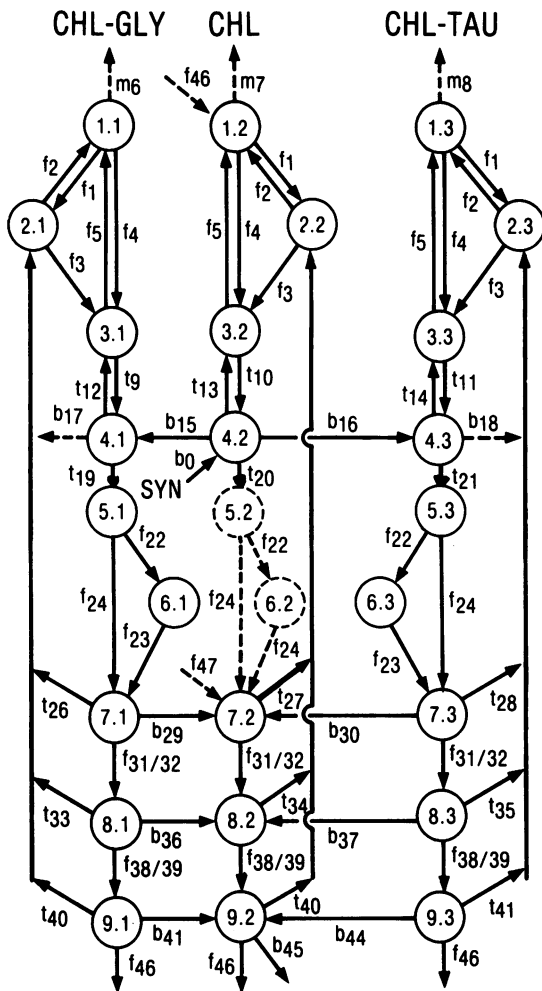 CHL-GLY CHL CHL-TAU
m6 f46 m7 m8
1.1 1.2 1.3
f2 f1 f1 f2 f1 f2
2.1 f5 f4 f5 f4 2.2 f5 f4 2.3
f3 f3 f3
3.1 3.2 3.3
t12 t9 t13 t10 t14 t11
b17 b15 b16 b18
4.1 4.2 4.3
t19 b0 t20 t21
SYN
5.1 5.2 5.3
f22 f22 f22
f24 6.1 f24 6.2 6.3 f24
f23 f24 f23
f47
t26 7.1 b29 7.2 t27 b30 7.3 t28
f31/32 f31/32 f31/32
t33 8.1 b36 8.2 t34 b37 8.3 t35
f38/39 f38/39 f38/39
t40 9.1 b41 9.2 t40 b44 9.3 t41
f46 f46 b45 f46